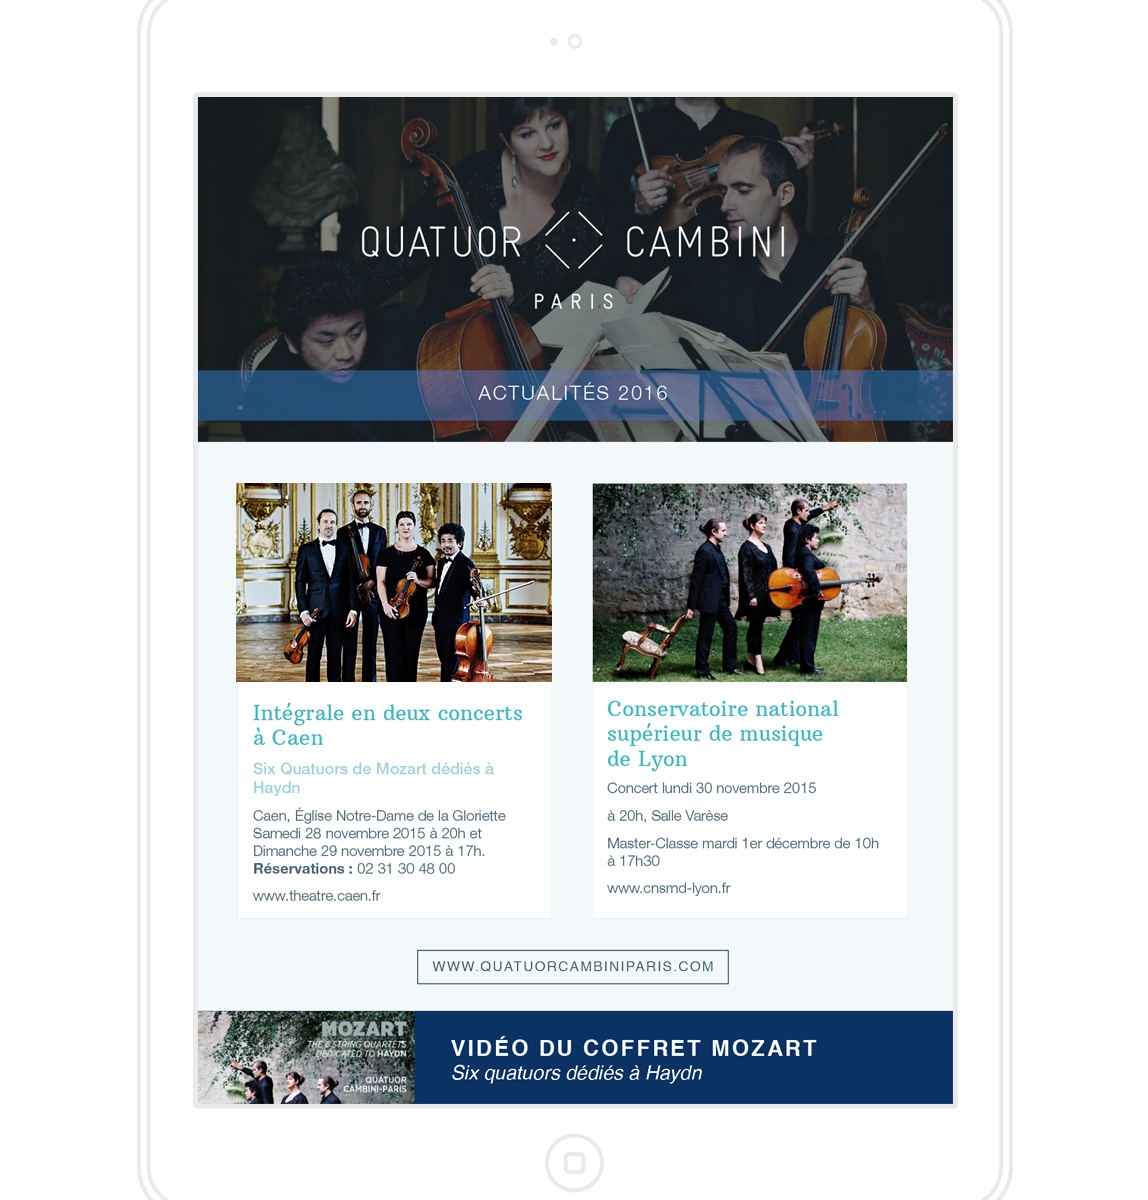 QUATUOR CAMBINI
PARIS
ACTUALITÉS 2016
Intégrale en deux concerts
à Caen
Six Quatuors de Mozart dédiés à
Haydn
Caen, Église Notre-Dame de la Gloriette
Samedi 28 novembre 2015 à 20h et
Dimanche 29 novembre 2015 à 17h.
Réservations : 02 31 30 48 00
www.theatre.caen.fr
Conservatoire national
supérieur de musique
de Lyon
Concert lundi 30 novembre 2015
à 20h, Salle Varèse
Master-Classe mardi 1er décembre de 10h
à 17h30
www.cnsmd-lyon.fr
WWW.QUATUORCAMBINIPARIS.COM
MOZART
THE 6 STRING QUARTETS
DEDICATED TO HAYDN
QUATUOR
CAMBINI-PARIS
VIDÉO DU COFFRET MOZART
Six quatuors dédiés à Haydn